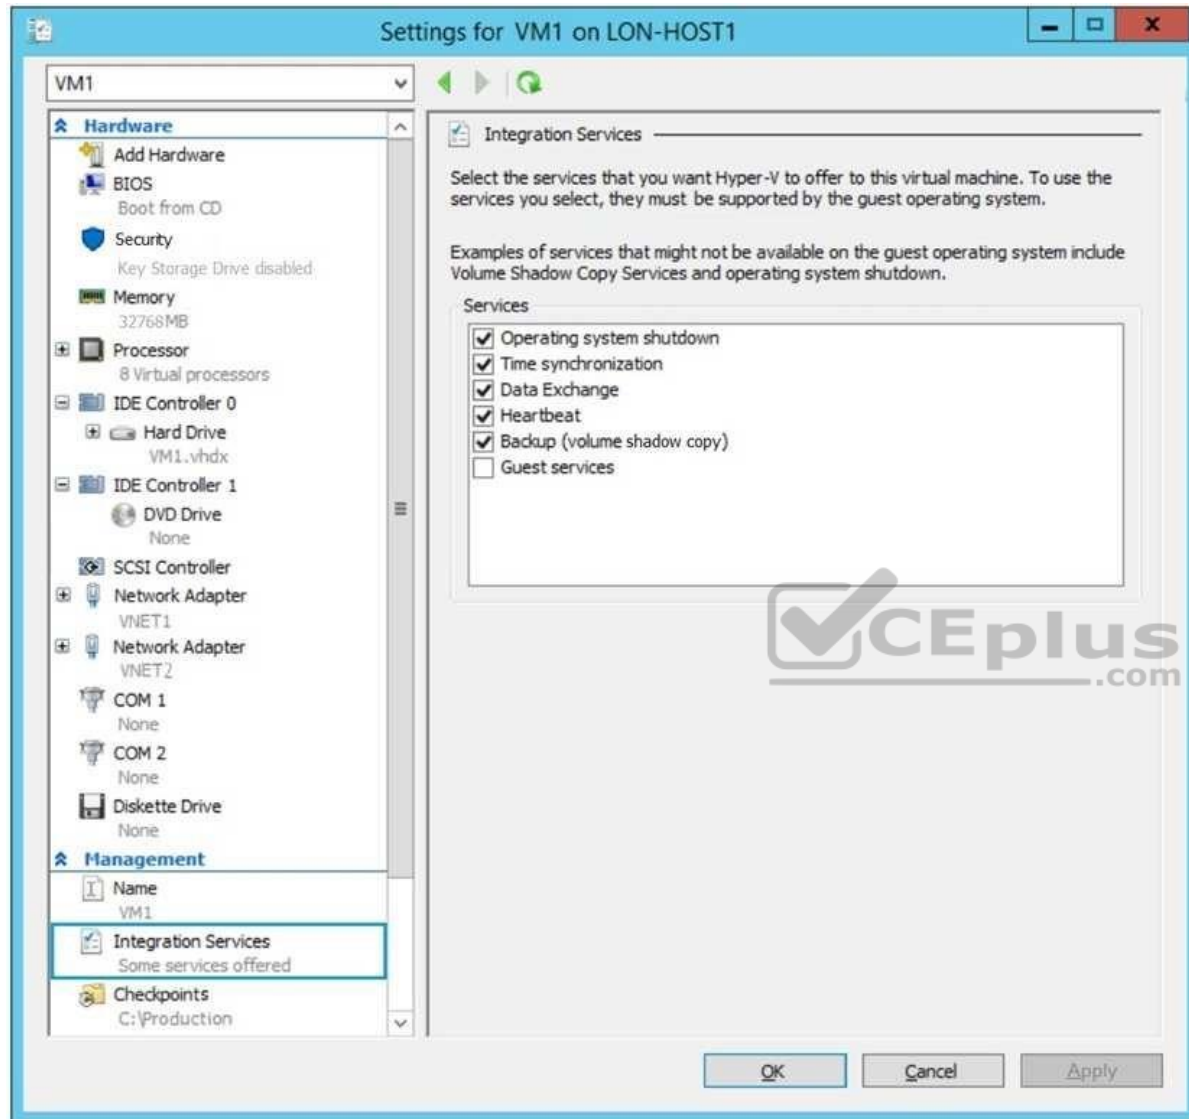 Settings for VM1 on LON-HOST1
VM1
Hardware
Add Hardware
BIOS
Boot from CD
Security
Key Storage Drive disabled
Memory
32768MB
Processor
8 Virtual processors
IDE Controller 0
Hard Drive
VM1.vhdx
IDE Controller 1
DVD Drive
None
SCSI Controller
Network Adapter
VNET1
Network Adapter
VNET2
COM 1
None
COM 2
None
Diskette Drive
None
Management
Name
VM1
Integration Services
Some services offered
Checkpoints
C:\Production
Integration Services
Select the services that you want Hyper-V to offer to this virtual machine. To use the
services you select, they must be supported by the guest operating system.
Examples of services that might not be available on the guest operating system include
Volume Shadow Copy Services and operating system shutdown.
Services
Operating system shutdown
Time synchronization
Data Exchange
Heartbeat
Backup (volume shadow copy)
Guest services
CEplus
.com
OK
Cancel
Apply